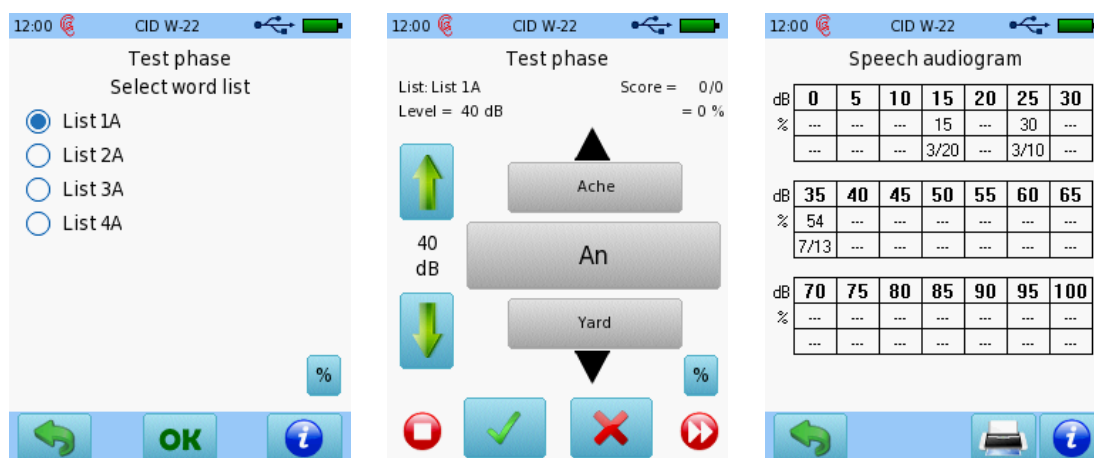 12:00 CID W-22
Test phase
Select word list
List 1A
List 2A
List 3A
List 4A
%
OK
i
12:00 CID W-22
Test phase
List: List 1A Score = 0/0
Level = 40 dB = 0 %
Ache
40
dB
An
Yard
%
12:00 CID W-22
Speech audiogram
dB 0 5 10 15 20 25 30
% --- --- --- 15 --- 30 ---
--- --- --- 3/20 --- 3/10 ---
dB 35 40 45 50 55 60 65
% 54 --- --- --- --- --- ---
7/13 --- --- --- --- --- ---
dB 70 75 80 85 90 95 100
% --- --- --- --- --- --- ---
--- --- --- --- --- --- ---
i